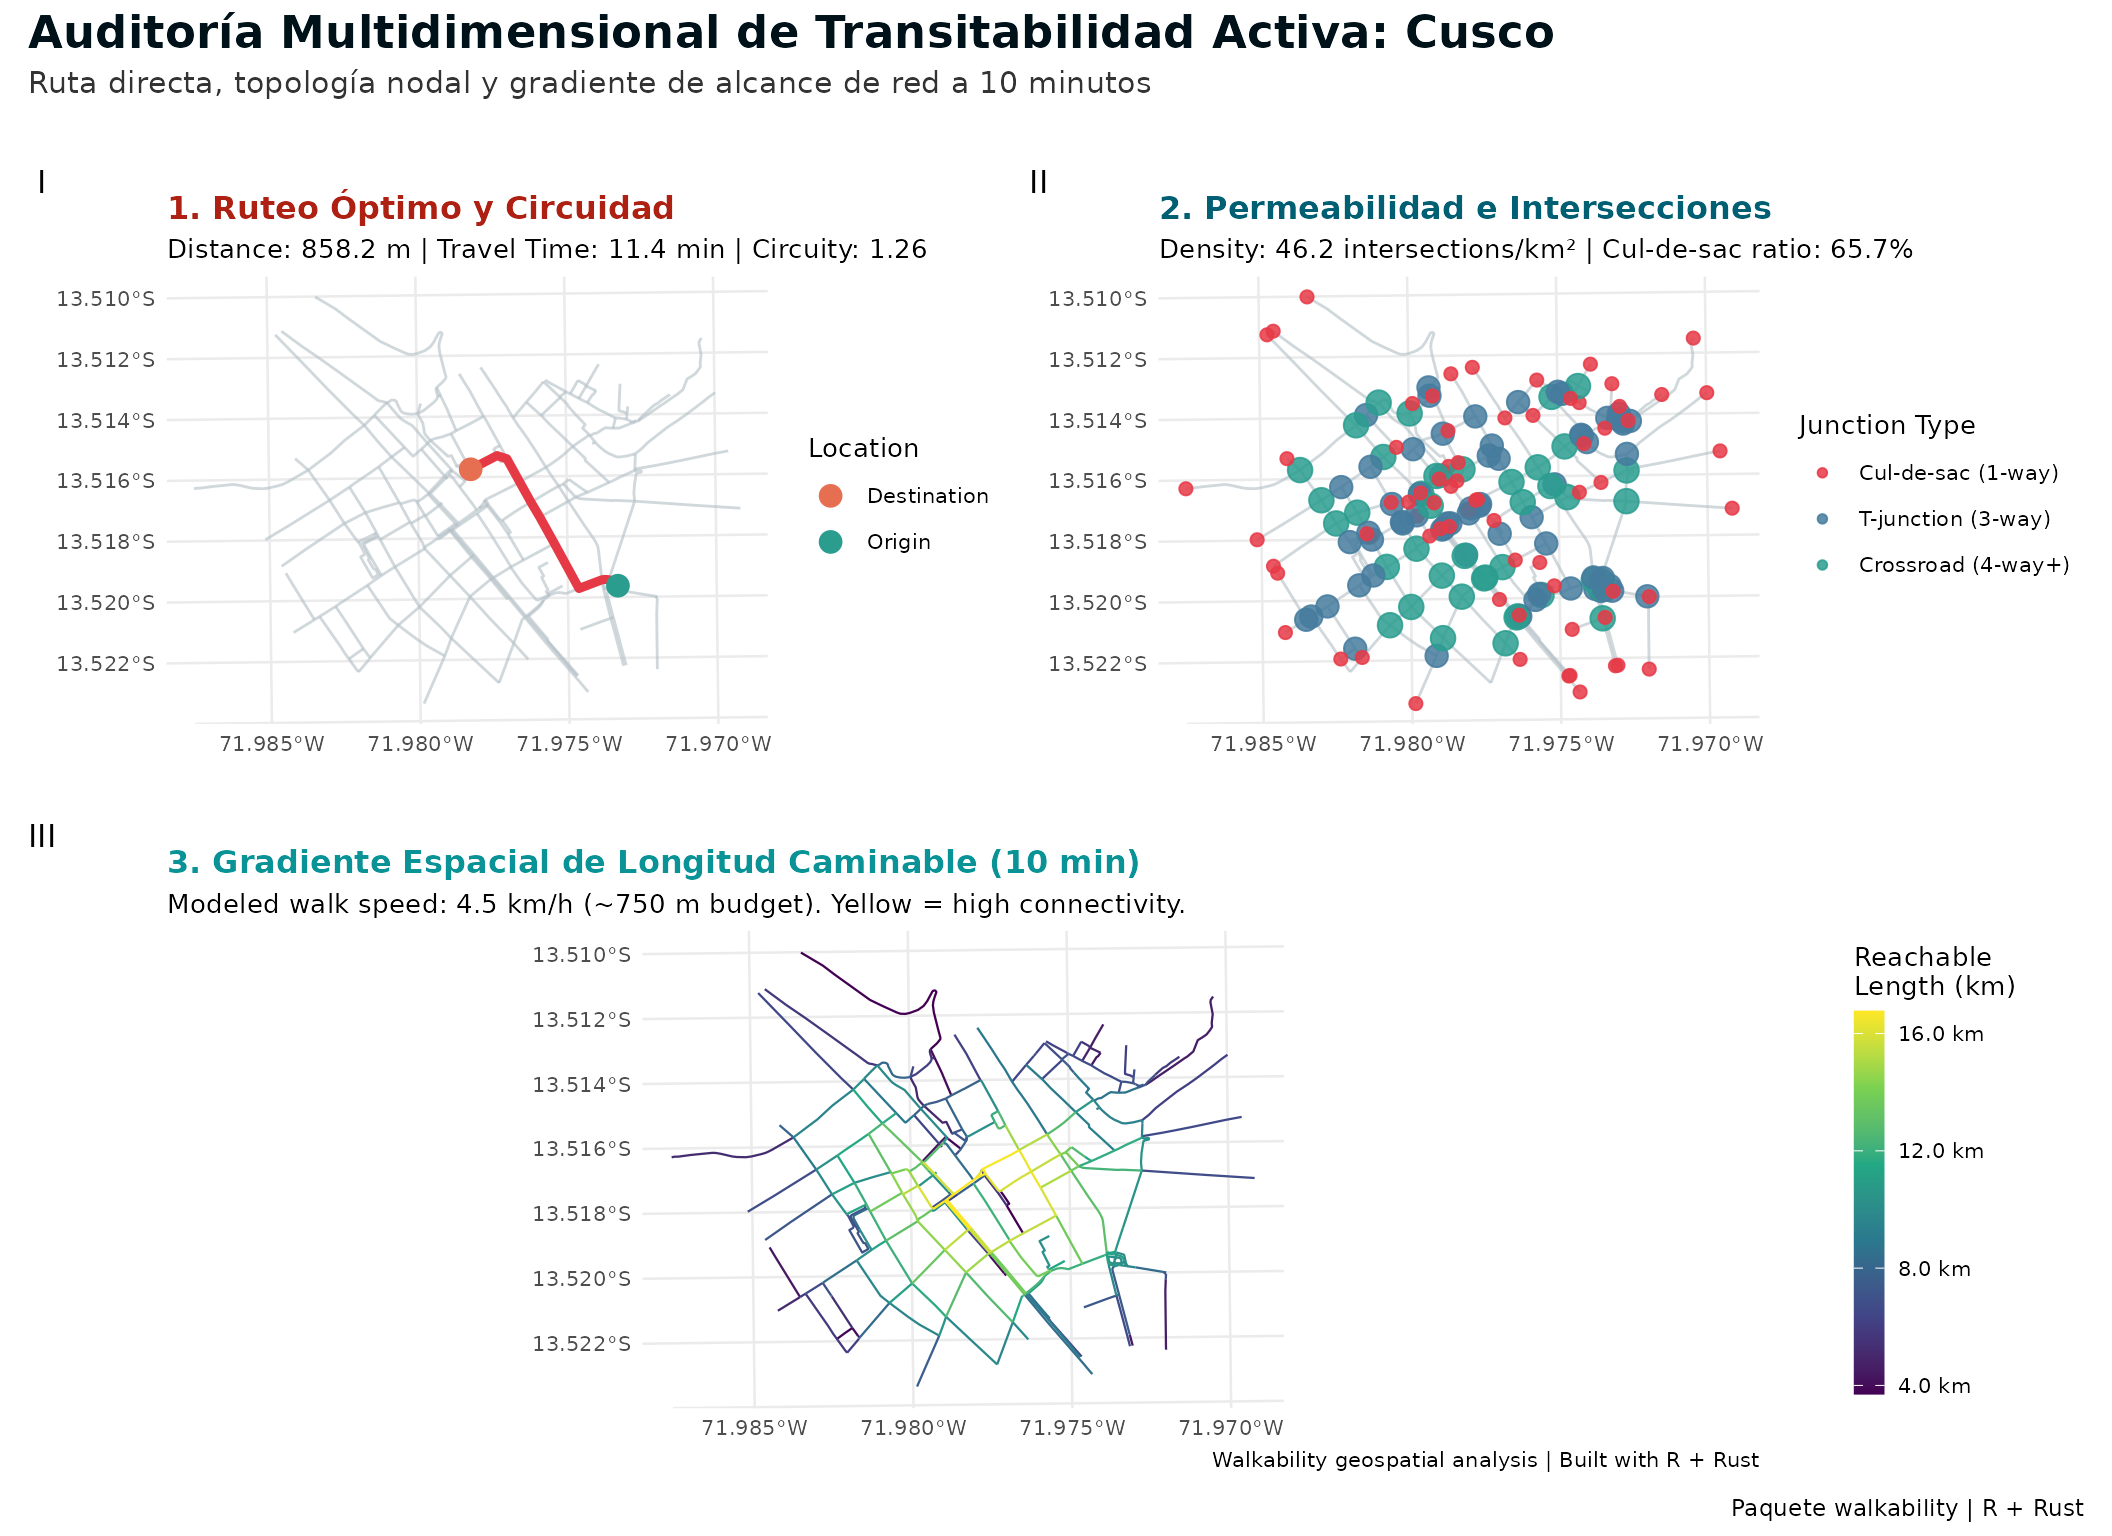 Auditoría Multidimensional de Transitabilidad Activa: Cusco
Ruta directa, topología nodal y gradiente de alcance de red a 10 minutos
I
1. Ruteo Óptimo y Circuidad
Distance: 858.2 m | Travel Time: 11.4 min | Circuity: 1.26
13.510°S
13.512°S
13.514°S
13.516°S
13.518°S
13.520°S
13.522°S
71.985°W
71.980°W
71.975°W
71.970°W
Location
Destination
Origin
II
2. Permeabilidad e Intersecciones
Density: 46.2 intersections/km² | Cul-de-sac ratio: 65.7%
13.510°S
13.512°S
13.514°S
13.516°S
13.518°S
13.520°S
13.522°S
71.985°W
71.980°W
71.975°W
71.970°W
Junction Type
Cul-de-sac (1-way)
T-junction (3-way)
Crossroad (4-way+)
III
3. Gradiente Espacial de Longitud Caminable (10 min)
Modeled walk speed: 4.5 km/h (~750 m budget). Yellow = high connectivity.
13.510°S
13.512°S
13.514°S
13.516°S
13.518°S
13.520°S
13.522°S
71.985°W
71.980°W
71.975°W
71.970°W
Reachable
Length (km)
16.0 km
12.0 km
8.0 km
4.0 km
Walkability geospatial analysis | Built with R + Rust
Paquete walkability | R + Rust